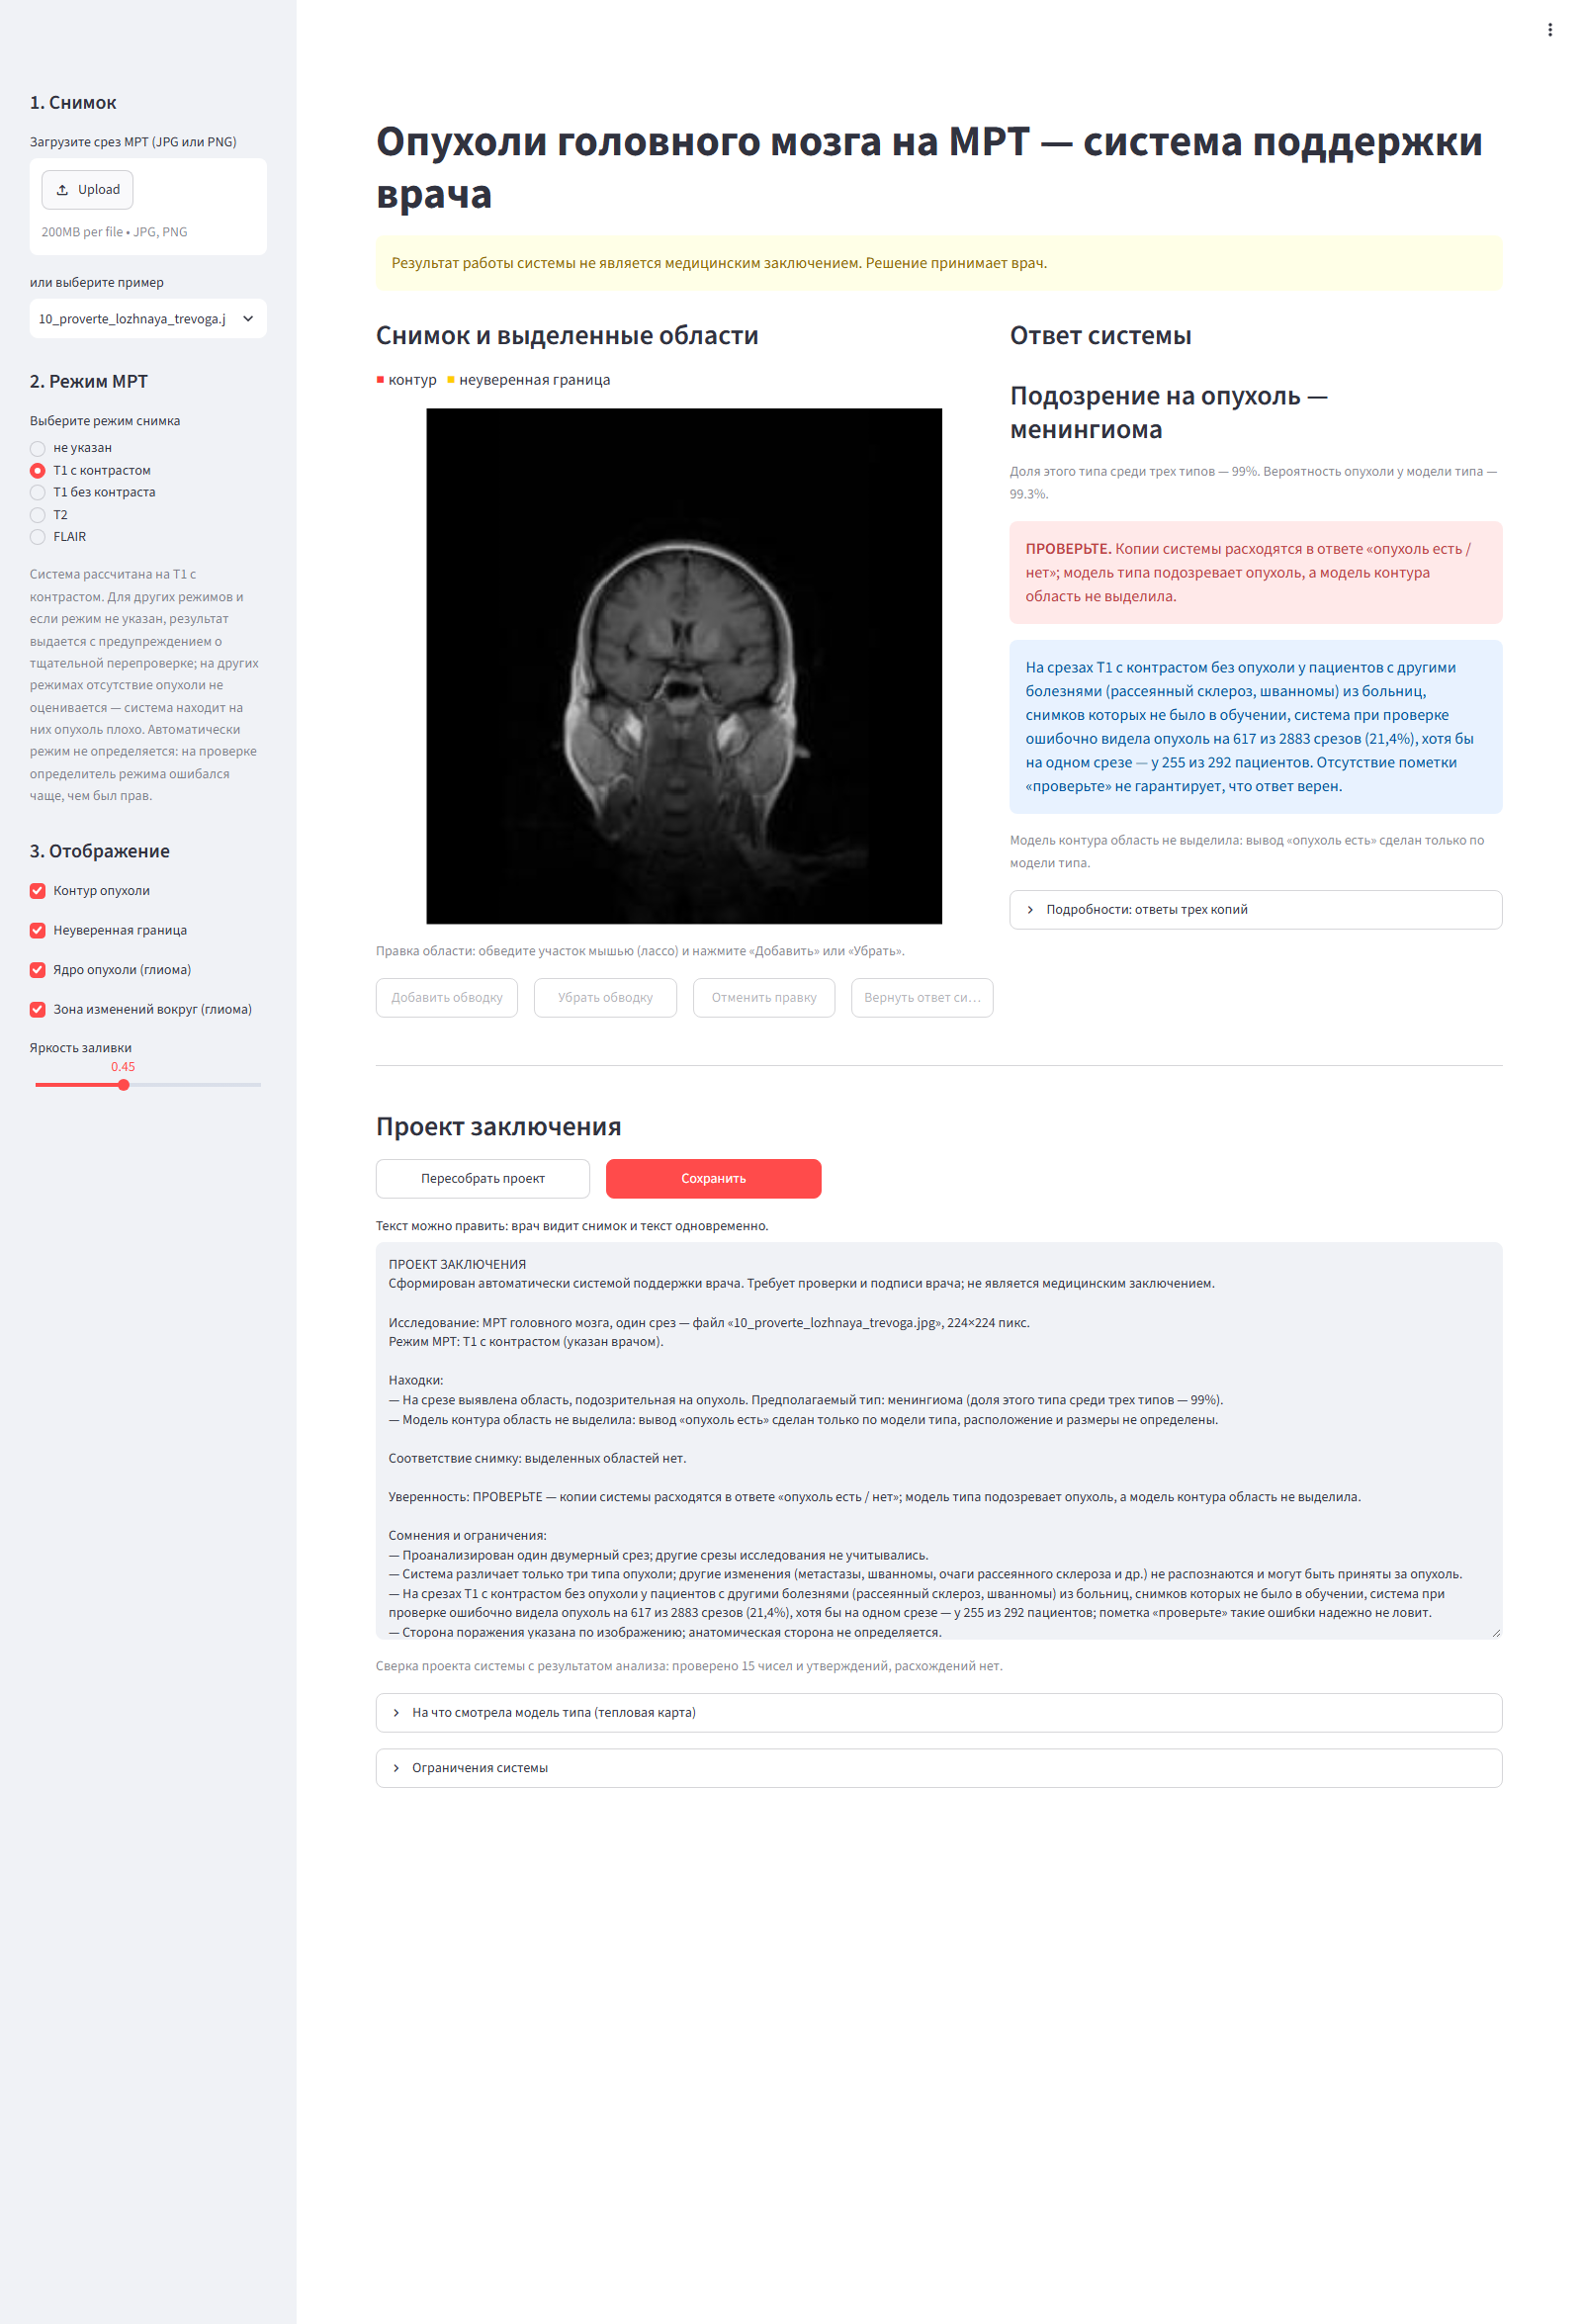 1. Снимок
Загрузите срез МРТ (JPG или PNG)
Upload
200MB per file • JPG, PNG
или выберите пример
10_proverte_lozhnaya_trevoga.j
2. Режим МРТ
Выберите режим снимка
не указан
T1 с контрастом
T1 без контраста
T2
FLAIR
Система рассчитана на T1 с
контрастом. Для других режимов и
если режим не указан, результат
выдается с предупреждением о
тщательной перепроверке; на других
режимах отсутствие опухоли не
оценивается — система находит на
них опухоль плохо. Автоматически
режим не определяется: на проверке
определитель режима ошибался
чаще, чем был прав.
3. Отображение
Контур опухоли
Неуверенная граница
Ядро опухоли (глиома)
Зона изменений вокруг (глиома)
Яркость заливки
0.45
Опухоли головного мозга на МРТ — система поддержки
врача
Результат работы системы не является медицинским заключением. Решение принимает врач.
Снимок и выделенные области
контур неуверенная граница
Правка области: обведите участок мышью (лассо) и нажмите «Добавить» или «Убрать».
Добавить обводку
Убрать обводку
Отменить правку
Вернуть ответ си…
Ответ системы
Подозрение на опухоль —
менингиома
Доля этого типа среди трех типов — 99%. Вероятность опухоли у модели типа —
99.3%.
ПРОВЕРЬТЕ. Копии системы расходятся в ответе «опухоль есть /
нет»; модель типа подозревает опухоль, а модель контура
область не выделила.
На срезах T1 с контрастом без опухоли у пациентов с другими
болезнями (рассеянный склероз, шванномы) из больниц,
снимков которых не было в обучении, система при проверке
ошибочно видела опухоль на 617 из 2883 срезов (21,4%), хотя бы
на одном срезе — у 255 из 292 пациентов. Отсутствие пометки
«проверьте» не гарантирует, что ответ верен.
Модель контура область не выделила: вывод «опухоль есть» сделан только по
модели типа.
Подробности: ответы трех копий
Проект заключения
Пересобрать проект
Сохранить
Текст можно править: врач видит снимок и текст одновременно.
ПРОЕКТ ЗАКЛЮЧЕНИЯ
Сформирован автоматически системой поддержки врача. Требует проверки и подписи врача; не является медицинским заключением.
Исследование: МРТ головного мозга, один срез — файл «10_proverte_lozhnaya_trevoga.jpg», 224×224 пикс.
Режим МРТ: T1 с контрастом (указан врачом).
Находки:
— На срезе выявлена область, подозрительная на опухоль. Предполагаемый тип: менингиома (доля этого типа среди трех типов — 99%).
— Модель контура область не выделила: вывод «опухоль есть» сделан только по модели типа, расположение и размеры не определены.
Соответствие снимку: выделенных областей нет.
Уверенность: ПРОВЕРЬТЕ — копии системы расходятся в ответе «опухоль есть / нет»; модель типа подозревает опухоль, а модель контура область не выделила.
Сомнения и ограничения:
— Проанализирован один двумерный срез; другие срезы исследования не учитывались.
— Система различает только три типа опухоли; другие изменения (метастазы, шванномы, очаги рассеянного склероза и др.) не распознаются и могут быть приняты за опухоль.
— На срезах T1 с контрастом без опухоли у пациентов с другими болезнями (рассеянный склероз, шванномы) из больниц, снимков которых не было в обучении, система при
проверке ошибочно видела опухоль на 617 из 2883 срезов (21,4%), хотя бы на одном срезе — у 255 из 292 пациентов; пометка «проверьте» такие ошибки надежно не ловит.
— Сторона поражения указана по изображению; анатомическая сторона не определяется.
Сверка проекта системы с результатом анализа: проверено 15 чисел и утверждений, расхождений нет.
На что смотрела модель типа (тепловая карта)
Ограничения системы